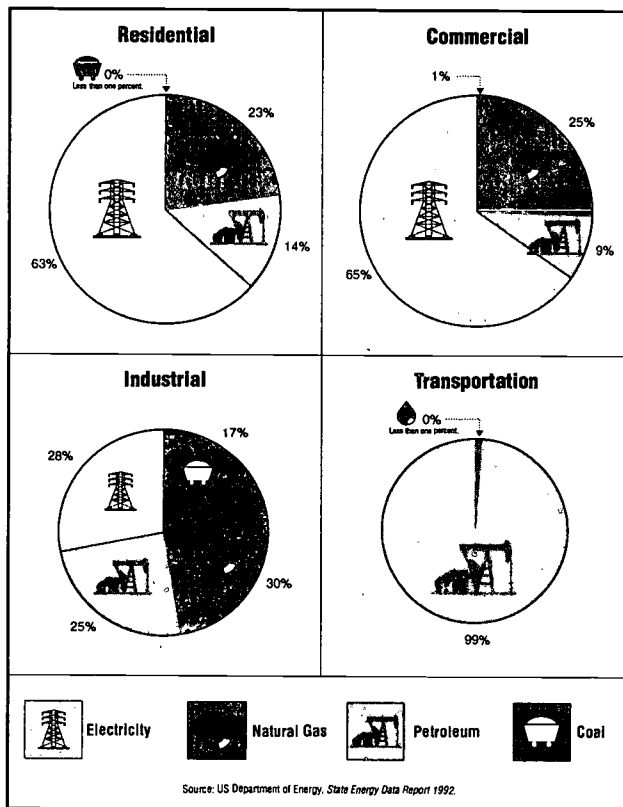 Residential
0%
Less than one percent.
23%
14%
63%
Commercial
1%
25%
9%
65%
Industrial
17%
28%
30%
25%
Transportation
0%
Less than one percent.
99%
Electricity
Natural Gas
Petroleum
Coal
Source: US Department of Energy, State Energy Data Report 1992.